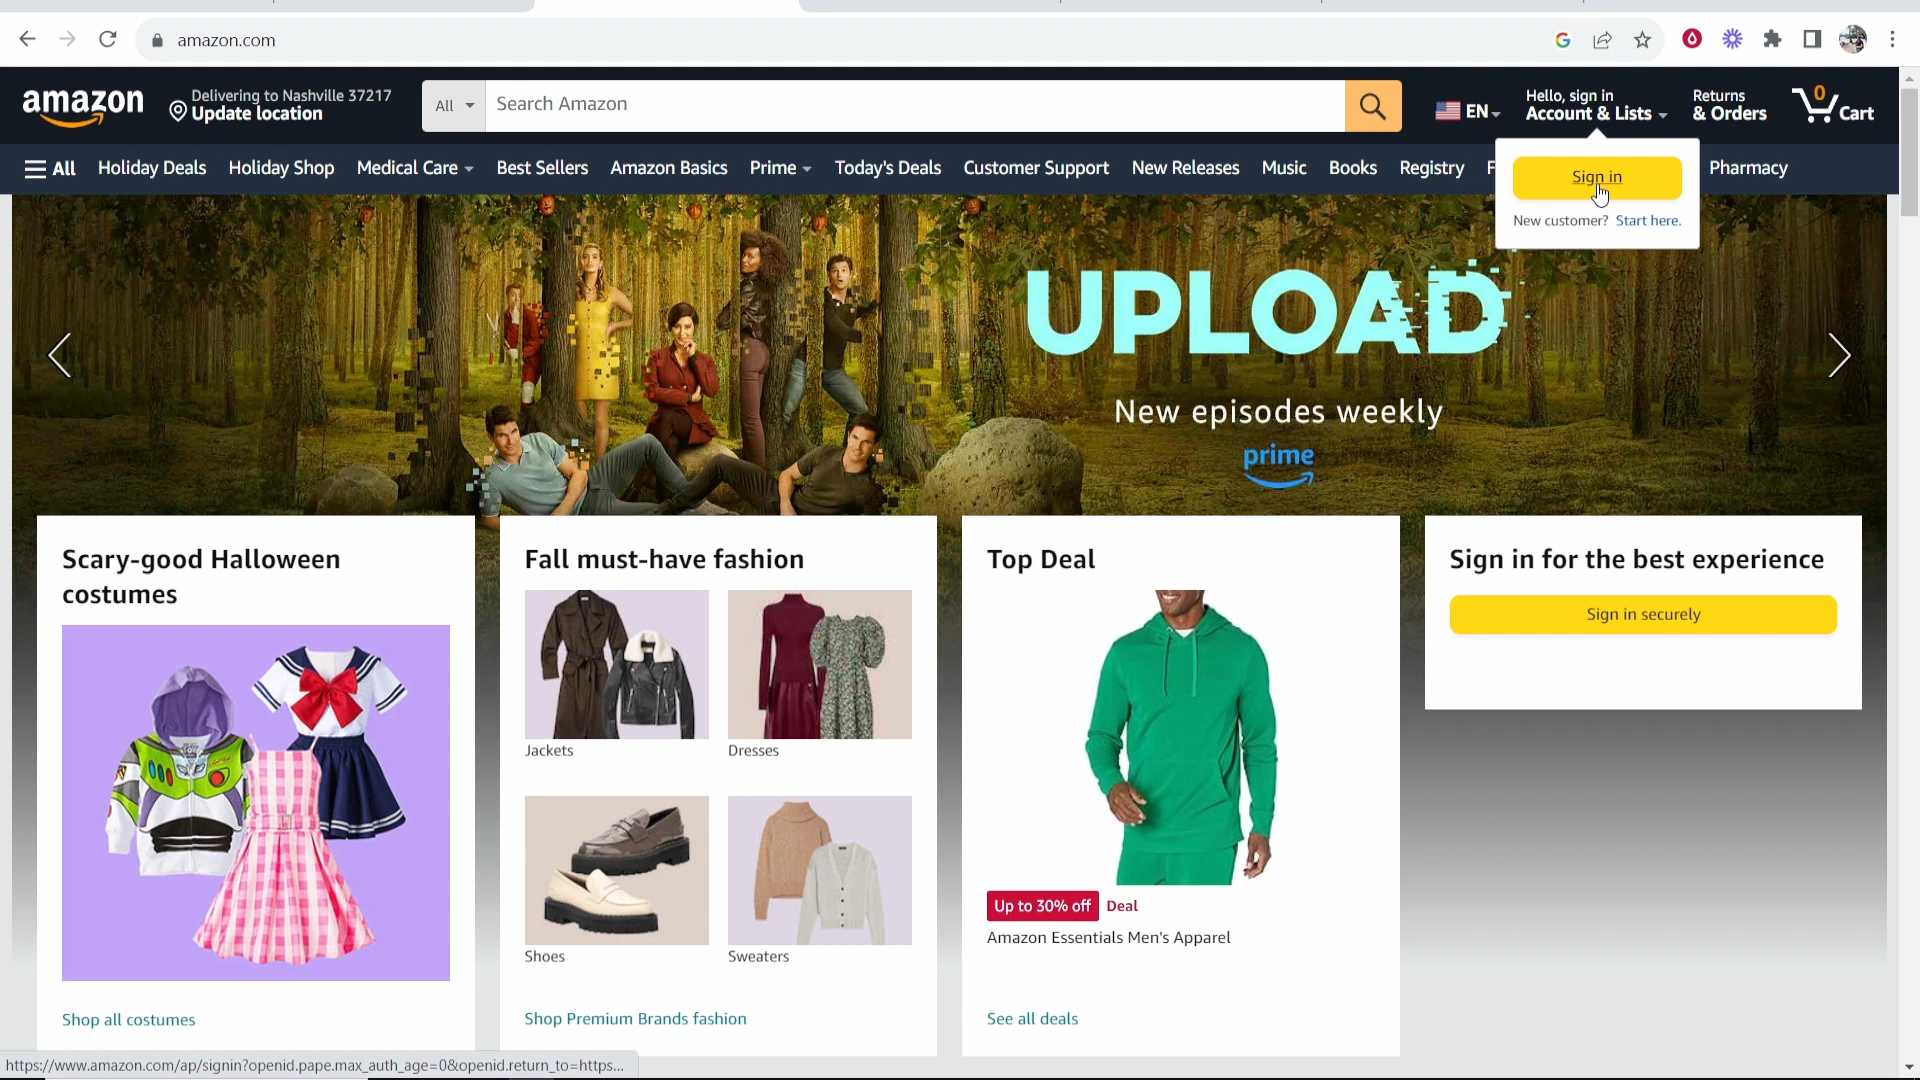 amazon.com
amazon
Delivering to Nashville 37217
Update location
All
Search Amazon
EN
Hello, sign in
Account & Lists
Returns
& Orders
0
Cart
All
Holiday Deals
Holiday Shop
Medical Care
Best Sellers
Amazon Basics
Prime
Today's Deals
Customer Support
New Releases
Music
Books
Registry
Pharmacy
Sign in
New customer? Start here.
UPLOAD
New episodes weekly
prime
Scary-good Halloween
costumes
Shop all costumes
Fall must-have fashion
Jackets
Dresses
Shoes
Sweaters
Shop Premium Brands fashion
Top Deal
Up to 30% off
Deal
Amazon Essentials Men's Apparel
See all deals
Sign in for the best experience
Sign in securely
https://www.amazon.com/ap/signin?openid.pape.max_auth_age=0&openid.return_to=https...